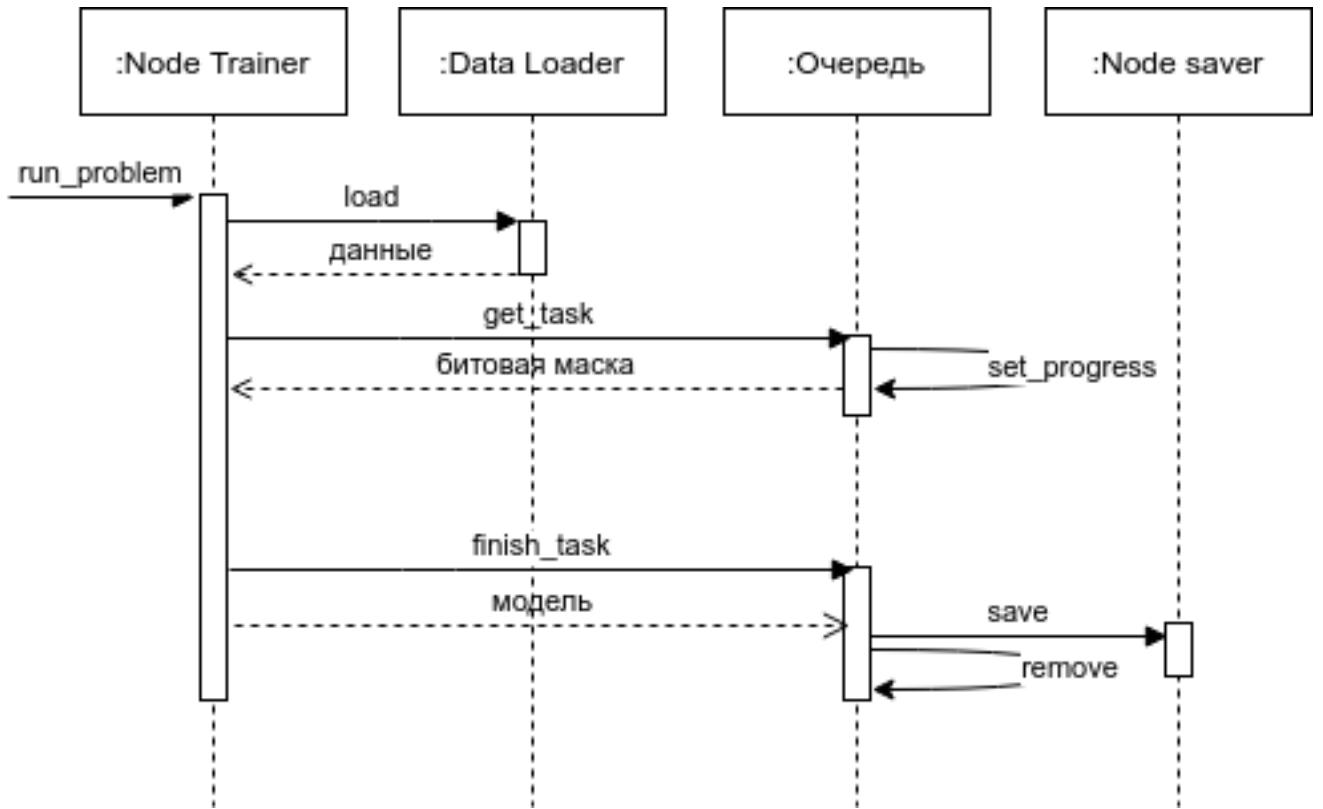 :Node Trainer
:Data Loader
:Очередь
:Node saver
run_problem
load
данные
get_task
битовая маска
set_progress
finish_task
модель
save
remove